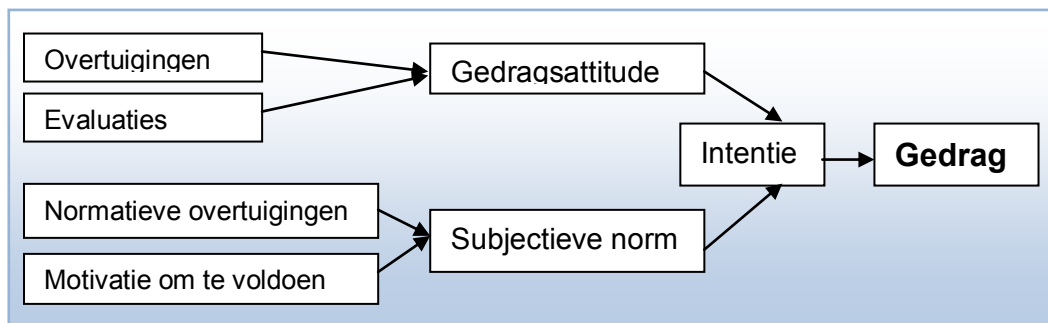 Overtuigingen
Evaluaties
Gedragsattitude
Intentie
Gedrag
Normatieve overtuigingen
Motivatie om te voldoen
Subjectieve norm